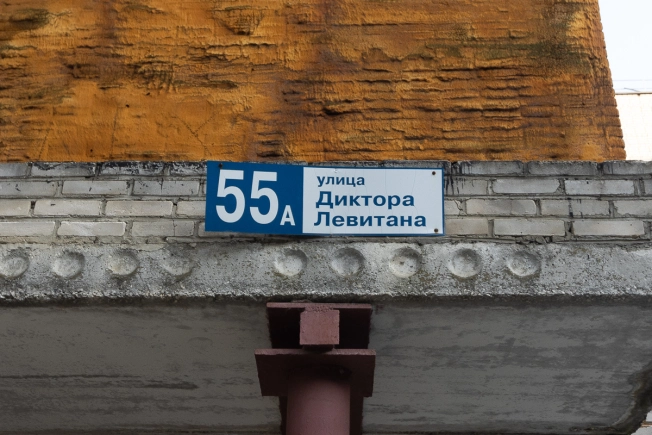 55А
улица
Диктора
Левитана